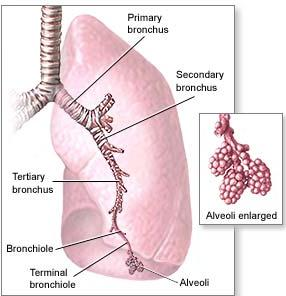 Primary
bronchus
Secondary
bronchus
Tertiary
bronchus
Alveoli enlarged
Bronchiole
Terminal
bronchiole
Alveoli